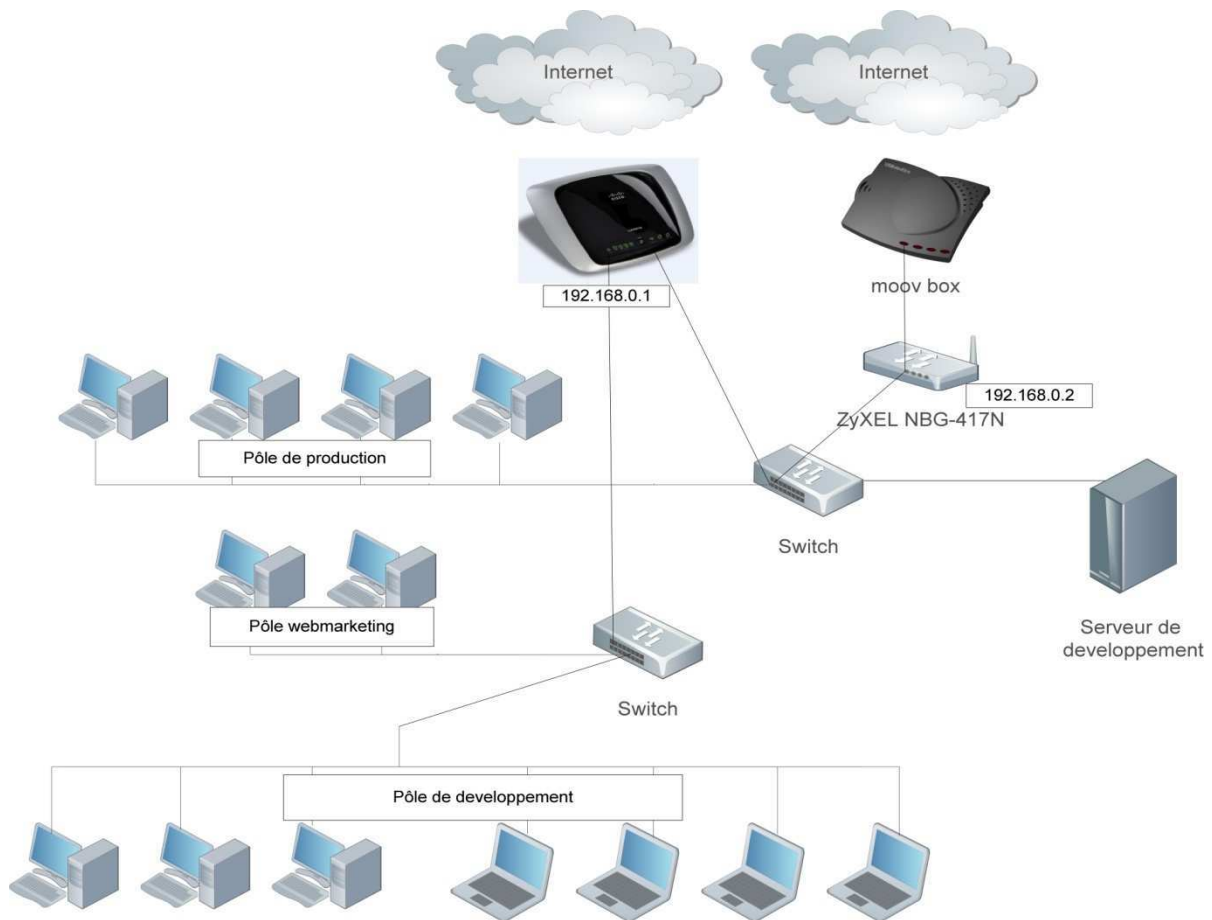 Internet
Internet
192.168.0.1
moov box
192.168.0.2
ZyXEL NBG-417N
Pôle de production
Switch
Pôle webmarketing
Serveur de
developpement
Switch
Pôle de developpement